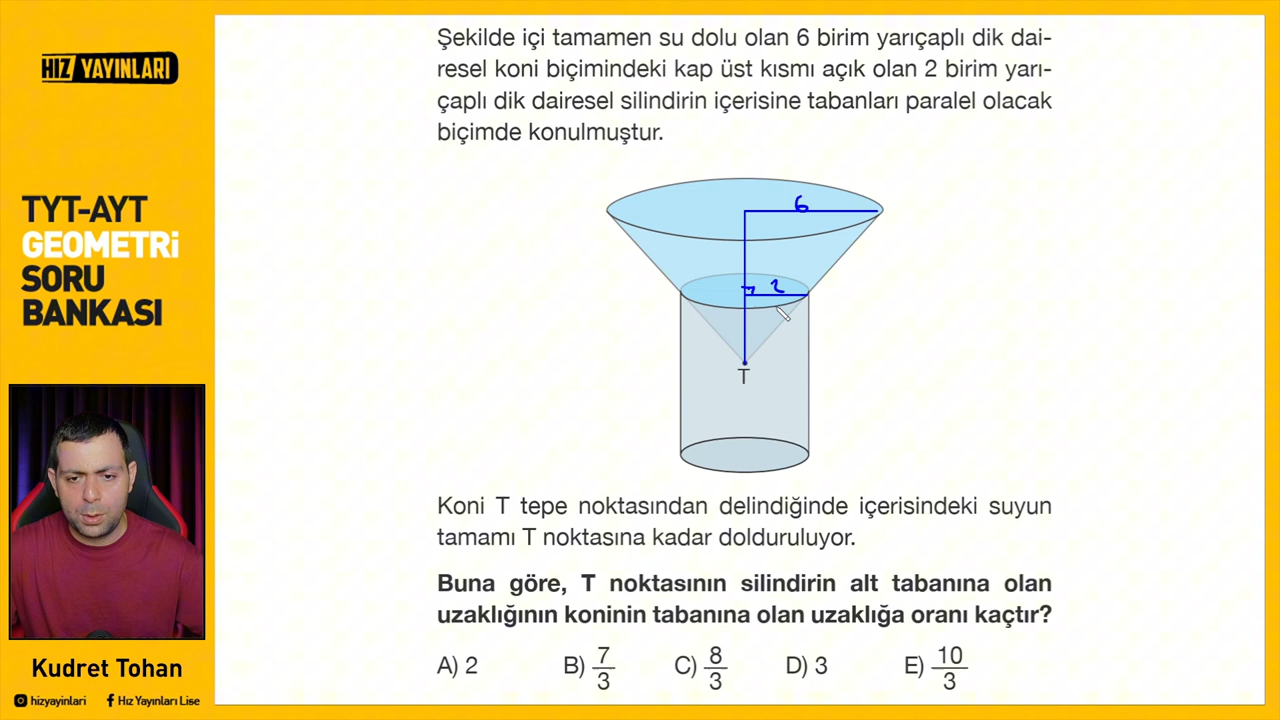 HIZ YAYINLARI
TYT-AYT
GEOMETRİ
SORU
BANKASI
Kudret Tohan
hizyayinlari
Hız Yayınları Lise
Şekilde içi tamamen su dolu olan 6 birim yarıçaplı dik dai-
resel koni biçimindeki kap üst kısmı açık olan 2 birim yarı-
çaplı dik dairesel silindirin içerisine tabanları paralel olacak
biçimde konulmuştur.
6
2
T
Koni T tepe noktasından delindiğinde içerisindeki suyun
tamamı T noktasına kadar dolduruluyor.
Buna göre, T noktasının silindirin alt tabanına olan
uzaklığının koninin tabanına olan uzaklığa oranı kaçtır?
A) 2 B) 7/3 C) 8/3 D) 3 E) 10/3